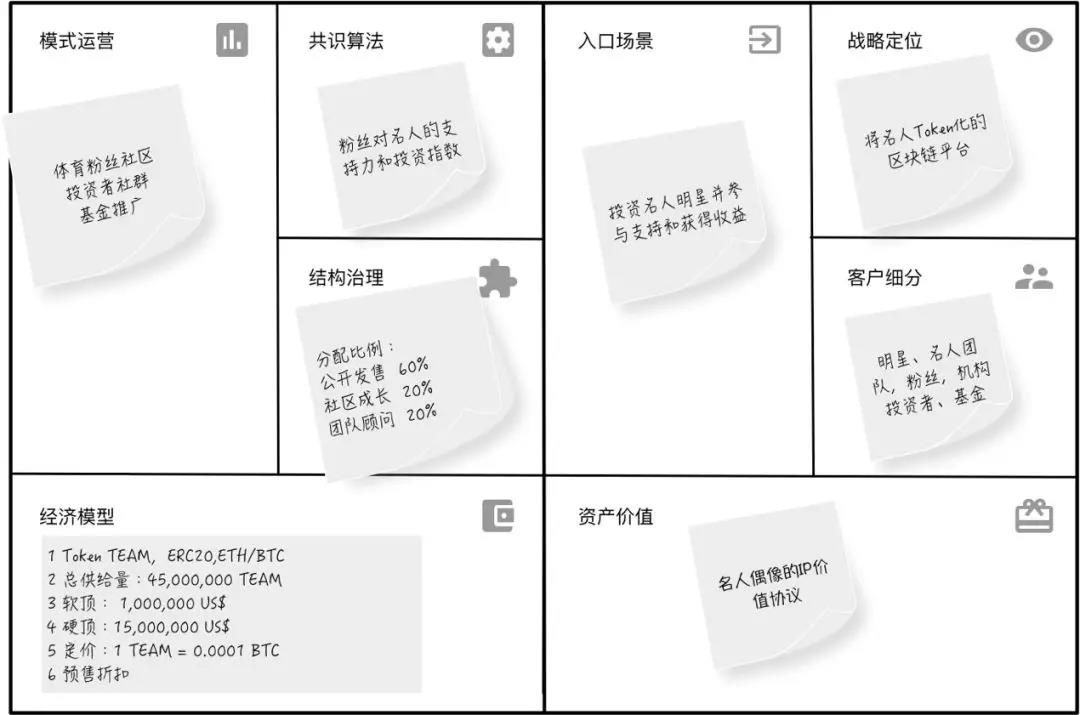 模式运营
体育粉丝社区
投资者社群
基金推广
共识算法
粉丝对名人的支
持力和投资指数
结构治理
分配比例：
公开发售 60%
社区成长 20%
团队顾问 20%
入口场景
投资名人明星并参
与支持和获得收益
战略定位
将名人Token化的
区块链平台
客户细分
明星、名人团
队，粉丝，机构
投资者、基金
经济模型
1 Token TEAM，ERC20,ETH/BTC
2 总供给量：45,000,000 TEAM
3 软顶： 1,000,000 US$
4 硬顶：15,000,000 US$
5 定价：1 TEAM = 0.0001 BTC
6 预售折扣
资产价值
名人偶像的IP价
值协议